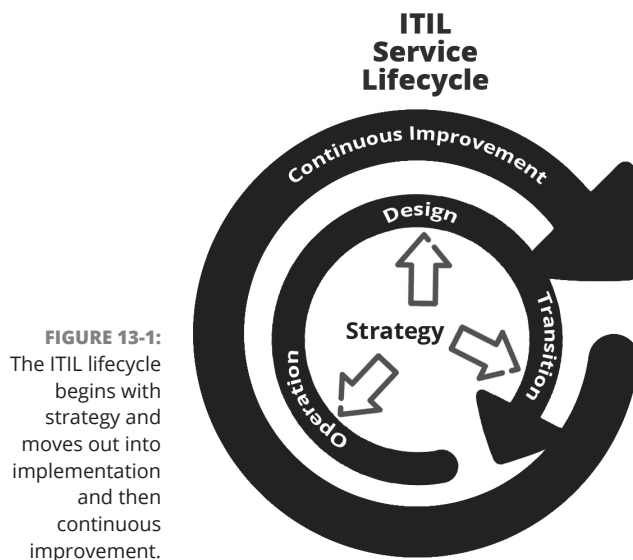 ITIL
Service
Lifecycle
Continuous Improvement
Design
Strategy
Transition
Operation
FIGURE 13-1:
The ITIL lifecycle
begins with
strategy and
moves out into
implementation
and then
continuous
improvement.